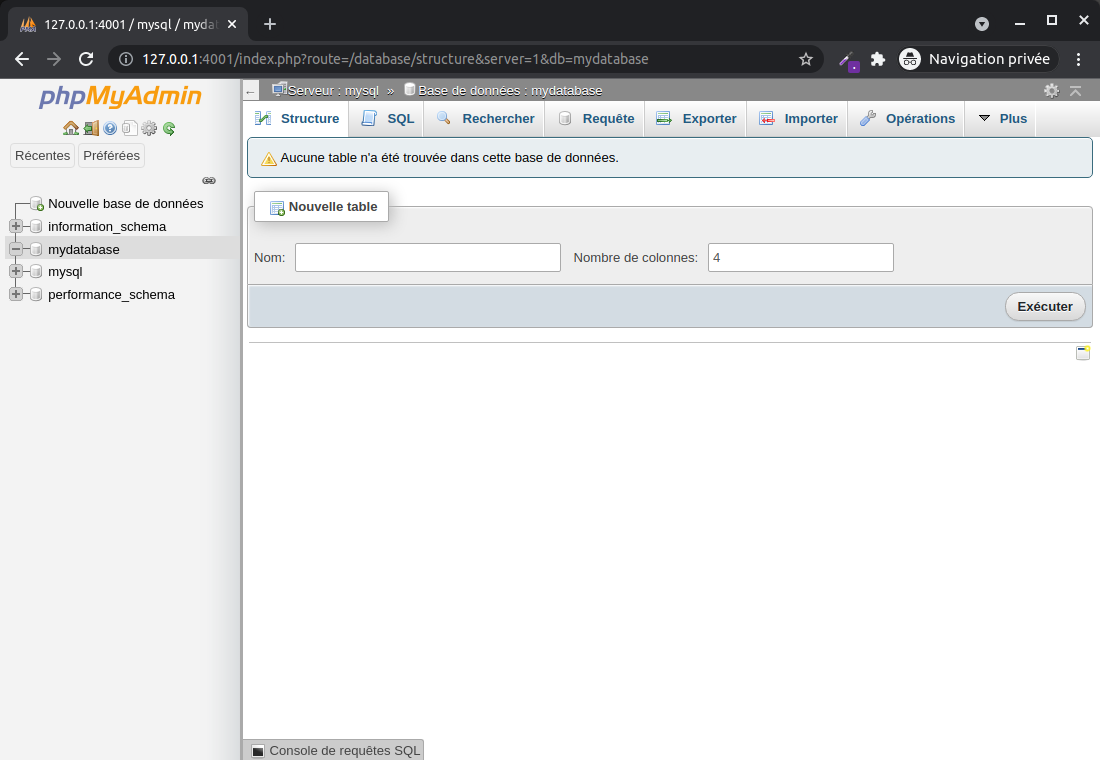 127.0.0.1:4001 / mysql / mydat
127.0.0.1:4001/index.php?route=/database/structure&server=1&db=mydatabase
Navigation privée
phpMyAdmin
Récentes
Préférées
Nouvelle base de données
information_schema
mydatabase
mysql
performance_schema
Serveur : mysql » Base de données : mydatabase
Structure
SQL
Rechercher
Requête
Exporter
Importer
Opérations
Plus
Aucune table n'a été trouvée dans cette base de données.
Nouvelle table
Nom:
Nombre de colonnes: 4
Exécuter
Console de requêtes SQL